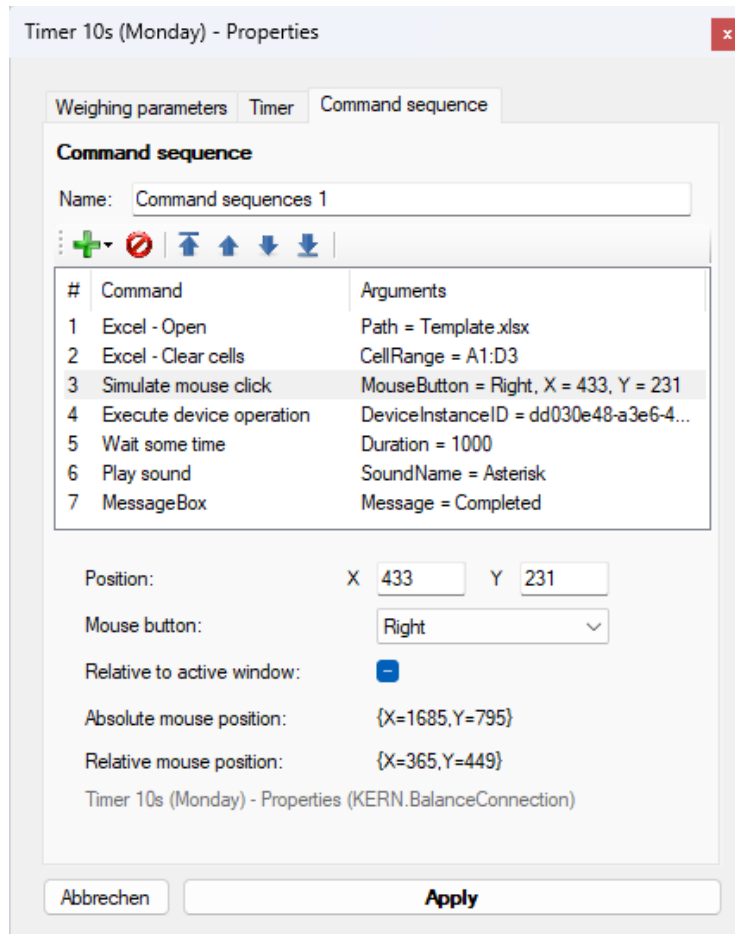 Timer 10s (Monday) - Properties x
Weighing parameters Timer Command sequence
Command sequence
Name: Command sequences 1
# Command Arguments
1 Excel - Open Path = Template.xlsx
2 Excel - Clear cells CellRange = A1:D3
3 Simulate mouse click MouseButton = Right, X = 433, Y = 231
4 Execute device operation DeviceInstanceID = dd030e48-a3e6-4...
5 Wait some time Duration = 1000
6 Play sound SoundName = Asterisk
7 MessageBox Message = Completed
Position: X 433 Y 231
Mouse button: Right
Relative to active window:
Absolute mouse position: {X=1685,Y=795}
Relative mouse position: {X=365,Y=449}
Timer 10s (Monday) - Properties (KERN.BalanceConnection)
Abbrechen Apply